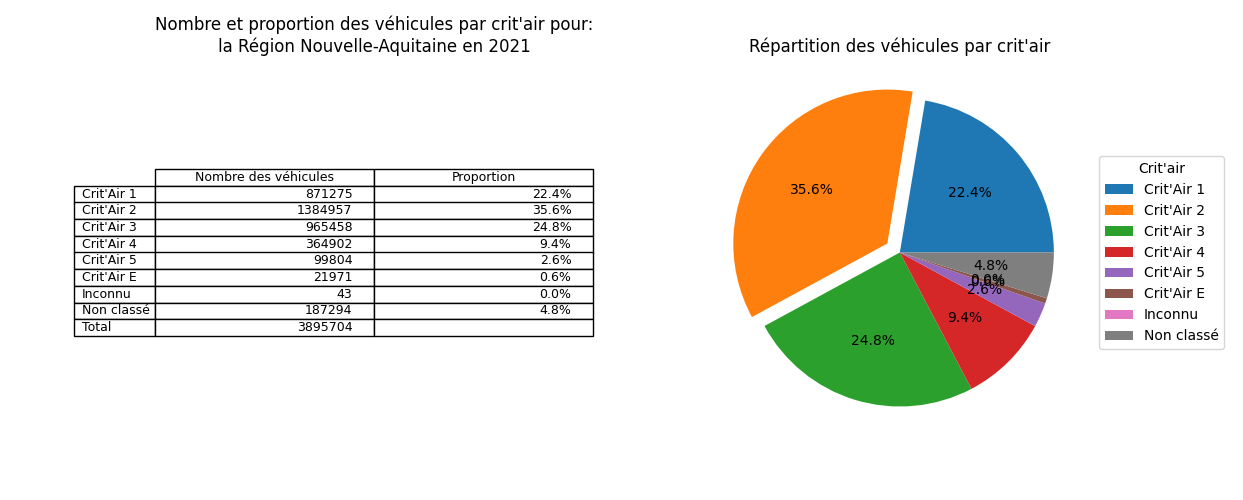 Nombre et proportion des véhicules par crit'air pour:
la Région Nouvelle-Aquitaine en 2021
Nombre des véhicules Proportion
Crit'Air 1 871275 22.4%
Crit'Air 2 1384957 35.6%
Crit'Air 3 965458 24.8%
Crit'Air 4 364902 9.4%
Crit'Air 5 99804 2.6%
Crit'Air E 21971 0.6%
Inconnu 43 0.0%
Non classé 187294 4.8%
Total 3895704
Répartition des véhicules par crit'air
35.6%
22.4%
4.8%
0.0%
0.6%
2.6%
9.4%
24.8%
Crit'air
Crit'Air 1
Crit'Air 2
Crit'Air 3
Crit'Air 4
Crit'Air 5
Crit'Air E
Inconnu
Non classé